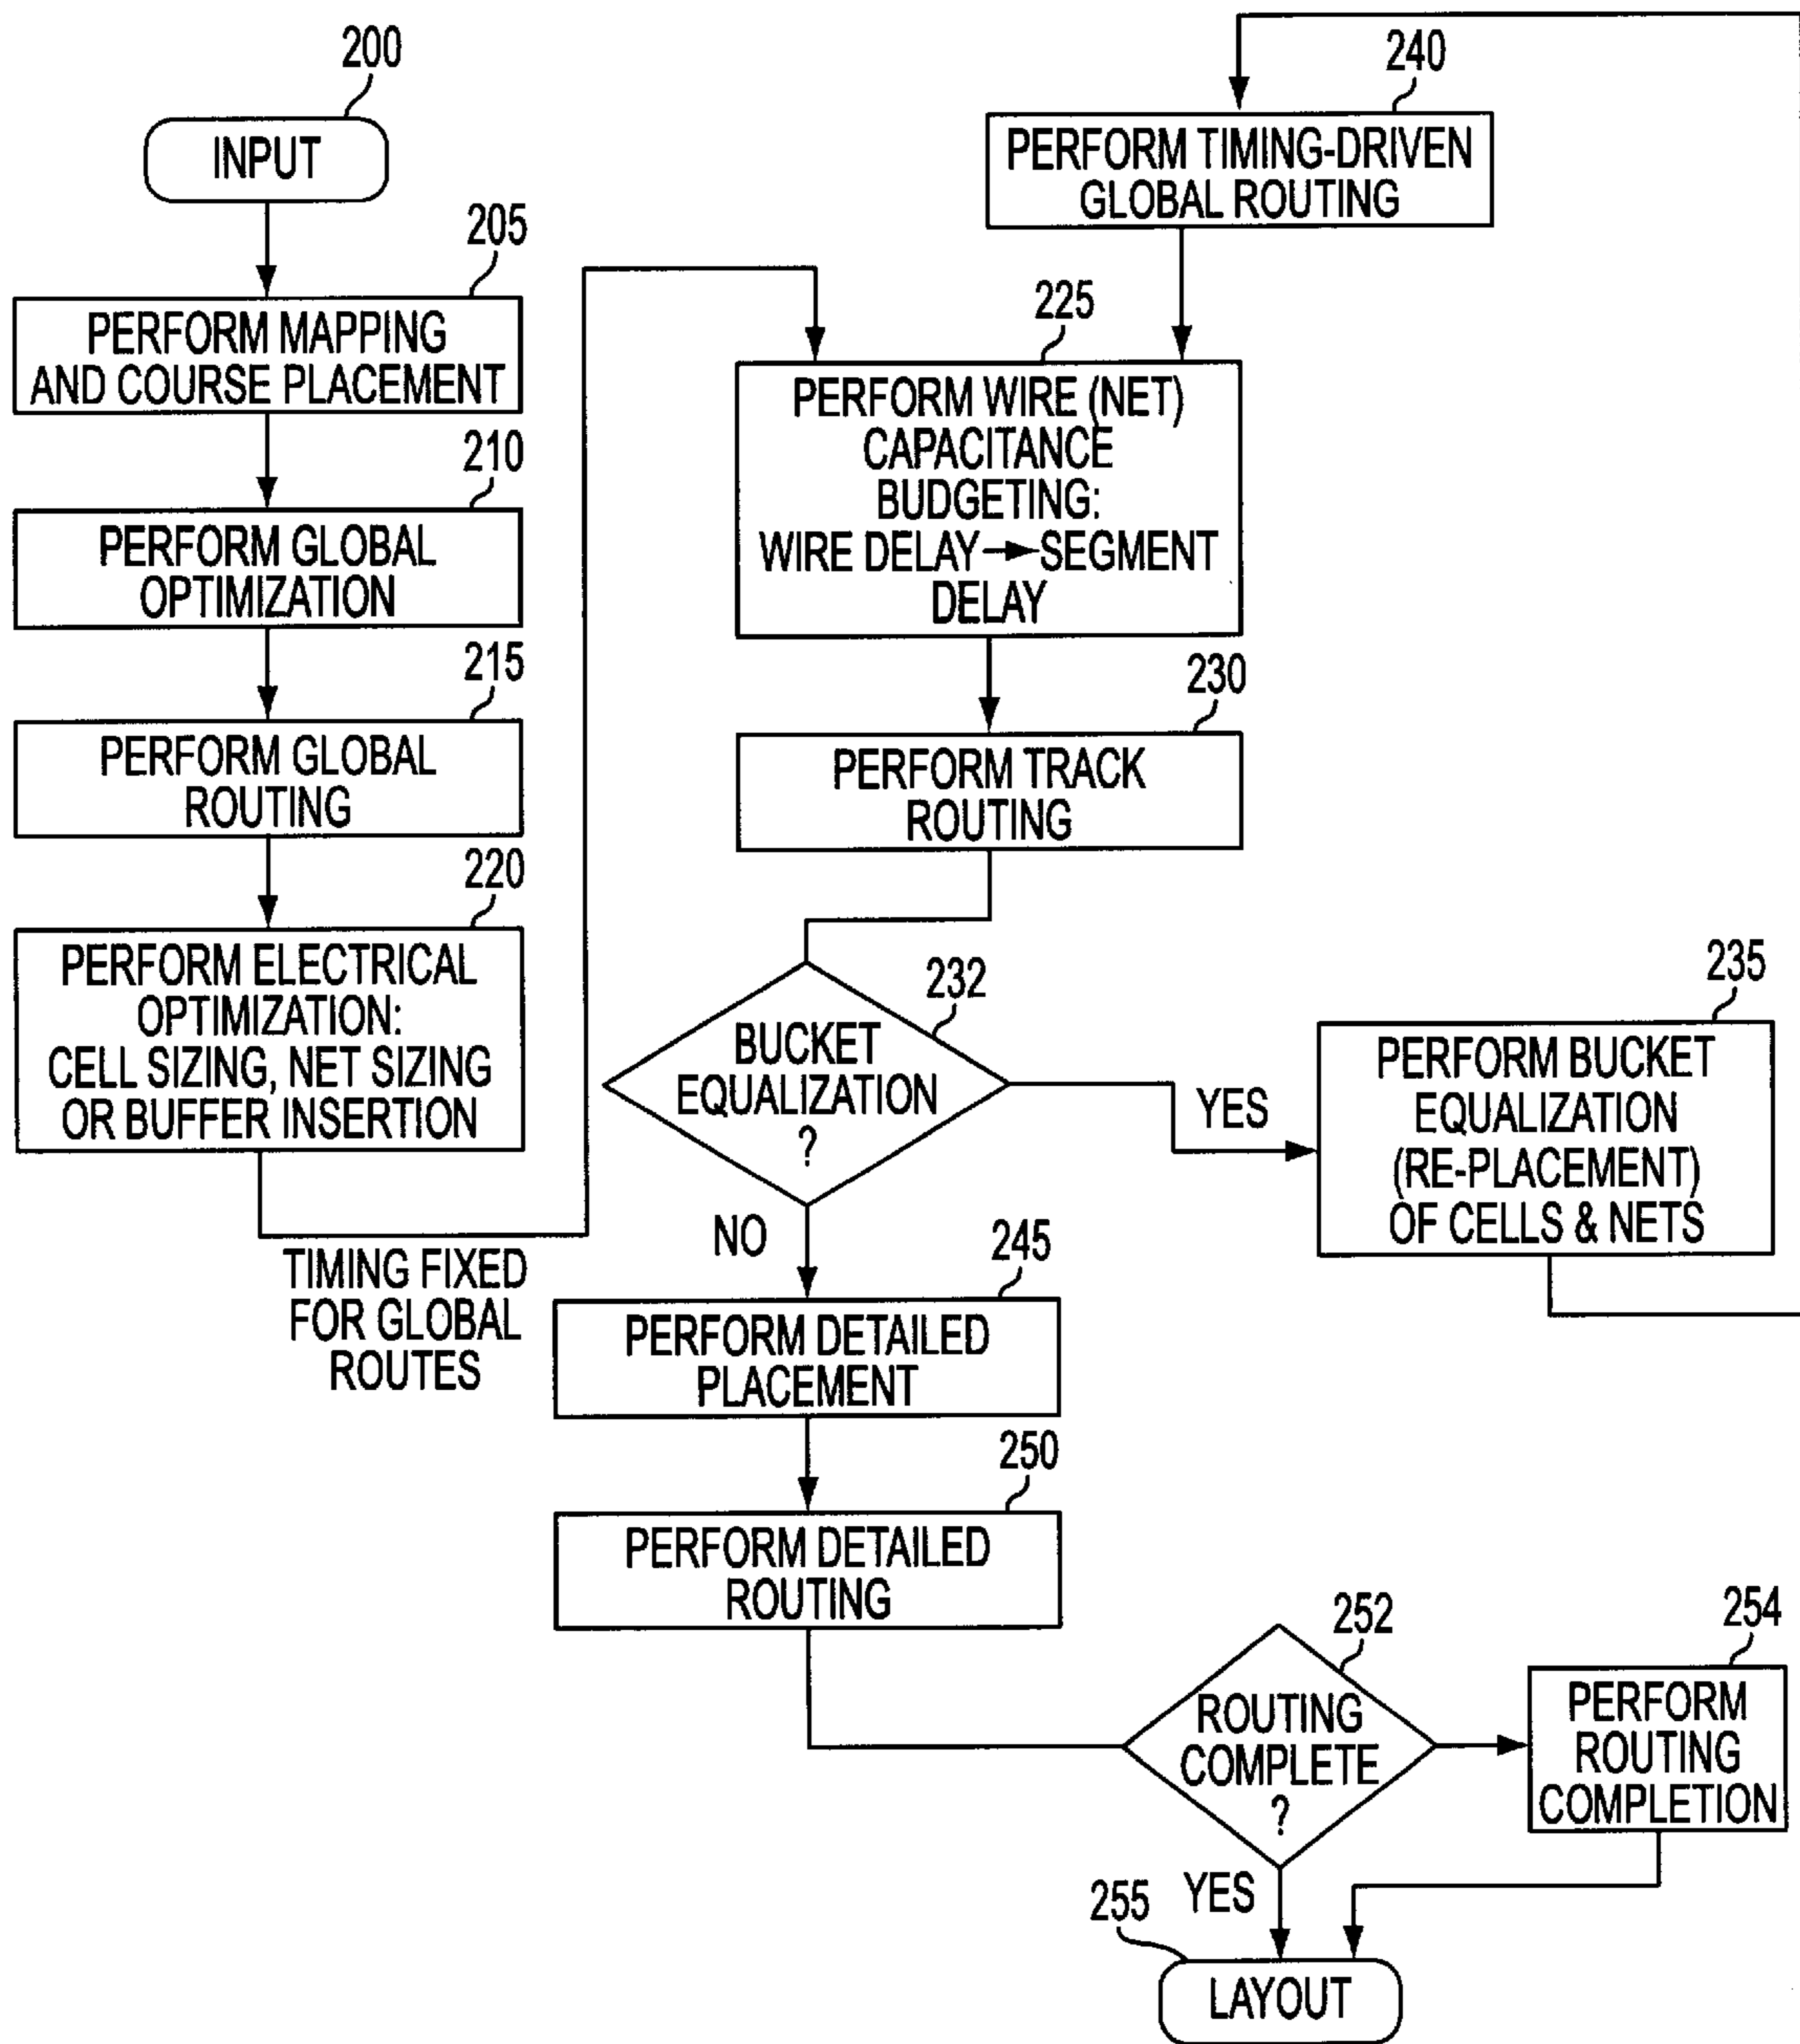 200
INPUT
205
PERFORM MAPPING
AND COURSE PLACEMENT
210
PERFORM GLOBAL
OPTIMIZATION
215
PERFORM GLOBAL
ROUTING
220
PERFORM ELECTRICAL
OPTIMIZATION:
CELL SIZING, NET SIZING
OR BUFFER INSERTION
TIMING FIXED
FOR GLOBAL
ROUTES
240
PERFORM TIMING-DRIVEN
GLOBAL ROUTING
225
PERFORM WIRE (NET)
CAPACITANCE
BUDGETING:
WIRE DELAY→SEGMENT
DELAY
230
PERFORM TRACK
ROUTING
232
BUCKET
EQUALIZATION
?
YES
235
PERFORM BUCKET
EQUALIZATION
(RE-PLACEMENT)
OF CELLS & NETS
NO
245
PERFORM DETAILED
PLACEMENT
250
PERFORM DETAILED
ROUTING
252
ROUTING
COMPLETE
?
254
PERFORM
ROUTING
COMPLETION
YES
255
LAYOUT